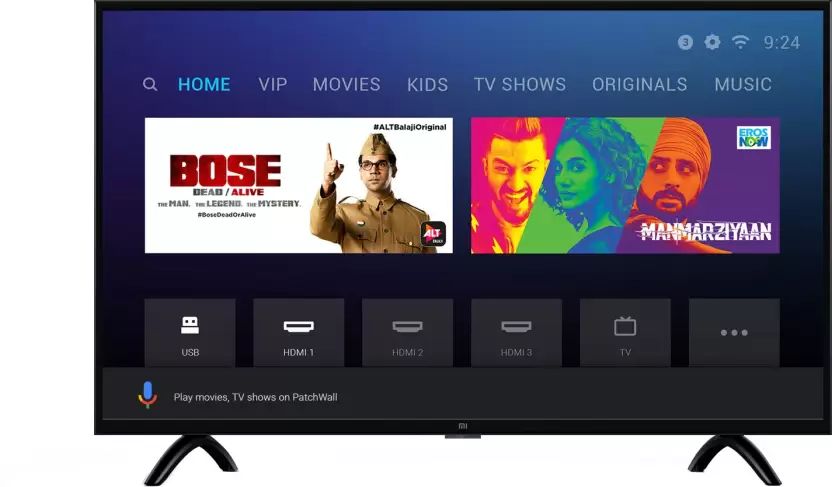 3 9:24
HOME VIP MOVIES KIDS TV SHOWS ORIGINALS MUSIC
#ALTBalajiOriginal
BOSE
DEAD / ALIVE
THE MAN. THE LEGEND. THE MYSTERY.
#BoseDeadOrAlive
ALT
EROS
NOW
MANMARZIYAAN
USB
HDMI 1
HDMI 2
HDMI 3
TV
Play movies, TV shows on PatchWall
MI